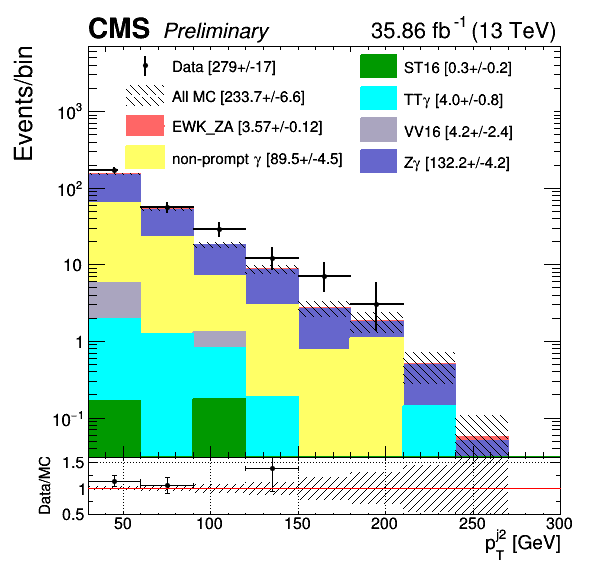 CMS Preliminary 35.86 fb⁻¹ (13 TeV)
Events/bin
Data [279+/-17]
All MC [233.7+/-6.6]
EWK_ZA [3.57+/-0.12]
non-prompt γ [89.5+/-4.5]
ST16 [0.3+/-0.2]
TTγ [4.0+/-0.8]
VV16 [4.2+/-2.4]
Zγ [132.2+/-4.2]
10³
10²
10
1
10⁻¹
Data/MC
1.5
1
0.5
50 100 150 200 250 300
p_T^j2 [GeV]